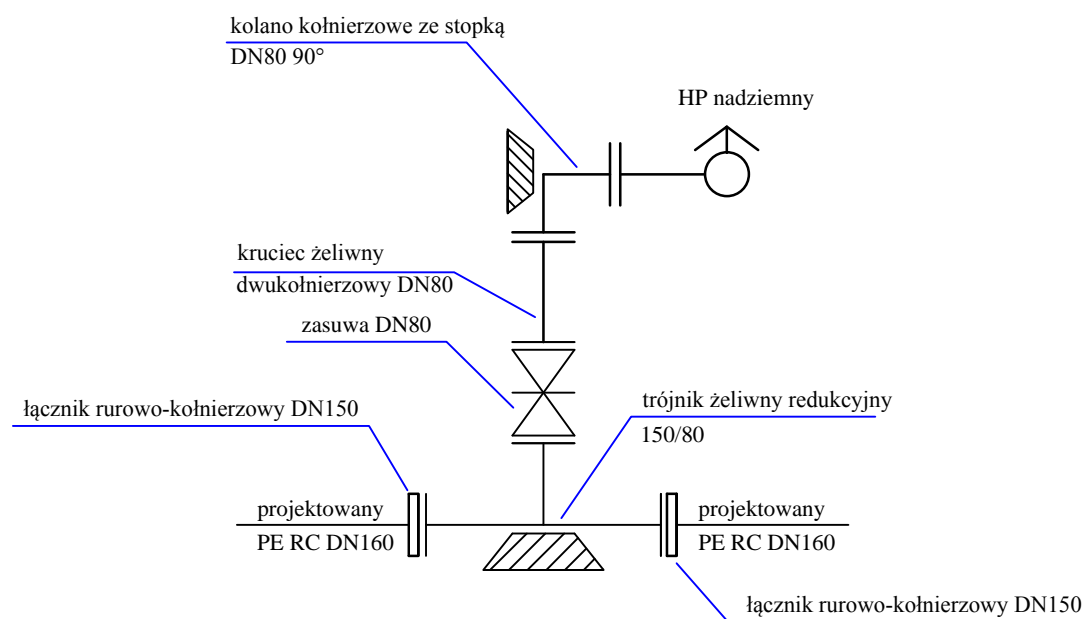 kolano kołnierzowe ze stopką
DN80 90°
HP nadziemny
kruciec żeliwny
dwukołnierzowy DN80
zasuwa DN80
łącznik rurowo-kołnierzowy DN150
trójnik żeliwny redukcyjny
150/80
projektowany
PE RC DN160
projektowany
PE RC DN160
łącznik rurowo-kołnierzowy DN150